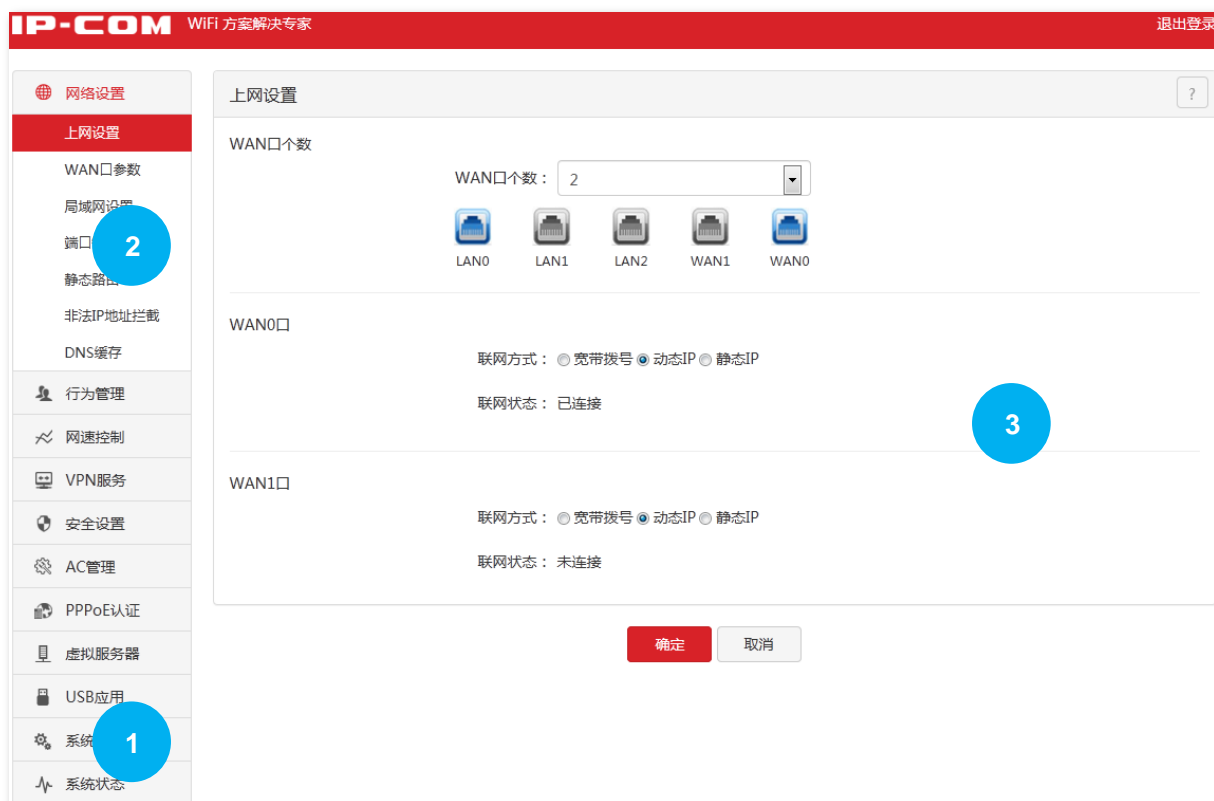 IP-COM WiFi 方案解决专家 退出登录
网络设置
上网设置
WAN口参数
局域网设置
端口
2
静态路由
非法IP地址拦截
DNS缓存
行为管理
网速控制
VPN服务
安全设置
AC管理
PPPoE认证
虚拟服务器
USB应用
系统
1
系统状态
上网设置 ?
WAN口个数
WAN口个数： 2
LAN0 LAN1 LAN2 WAN1 WAN0
WAN0口
联网方式： 宽带拨号 动态IP 静态IP
联网状态： 已连接
3
WAN1口
联网方式： 宽带拨号 动态IP 静态IP
联网状态： 未连接
确定 取消